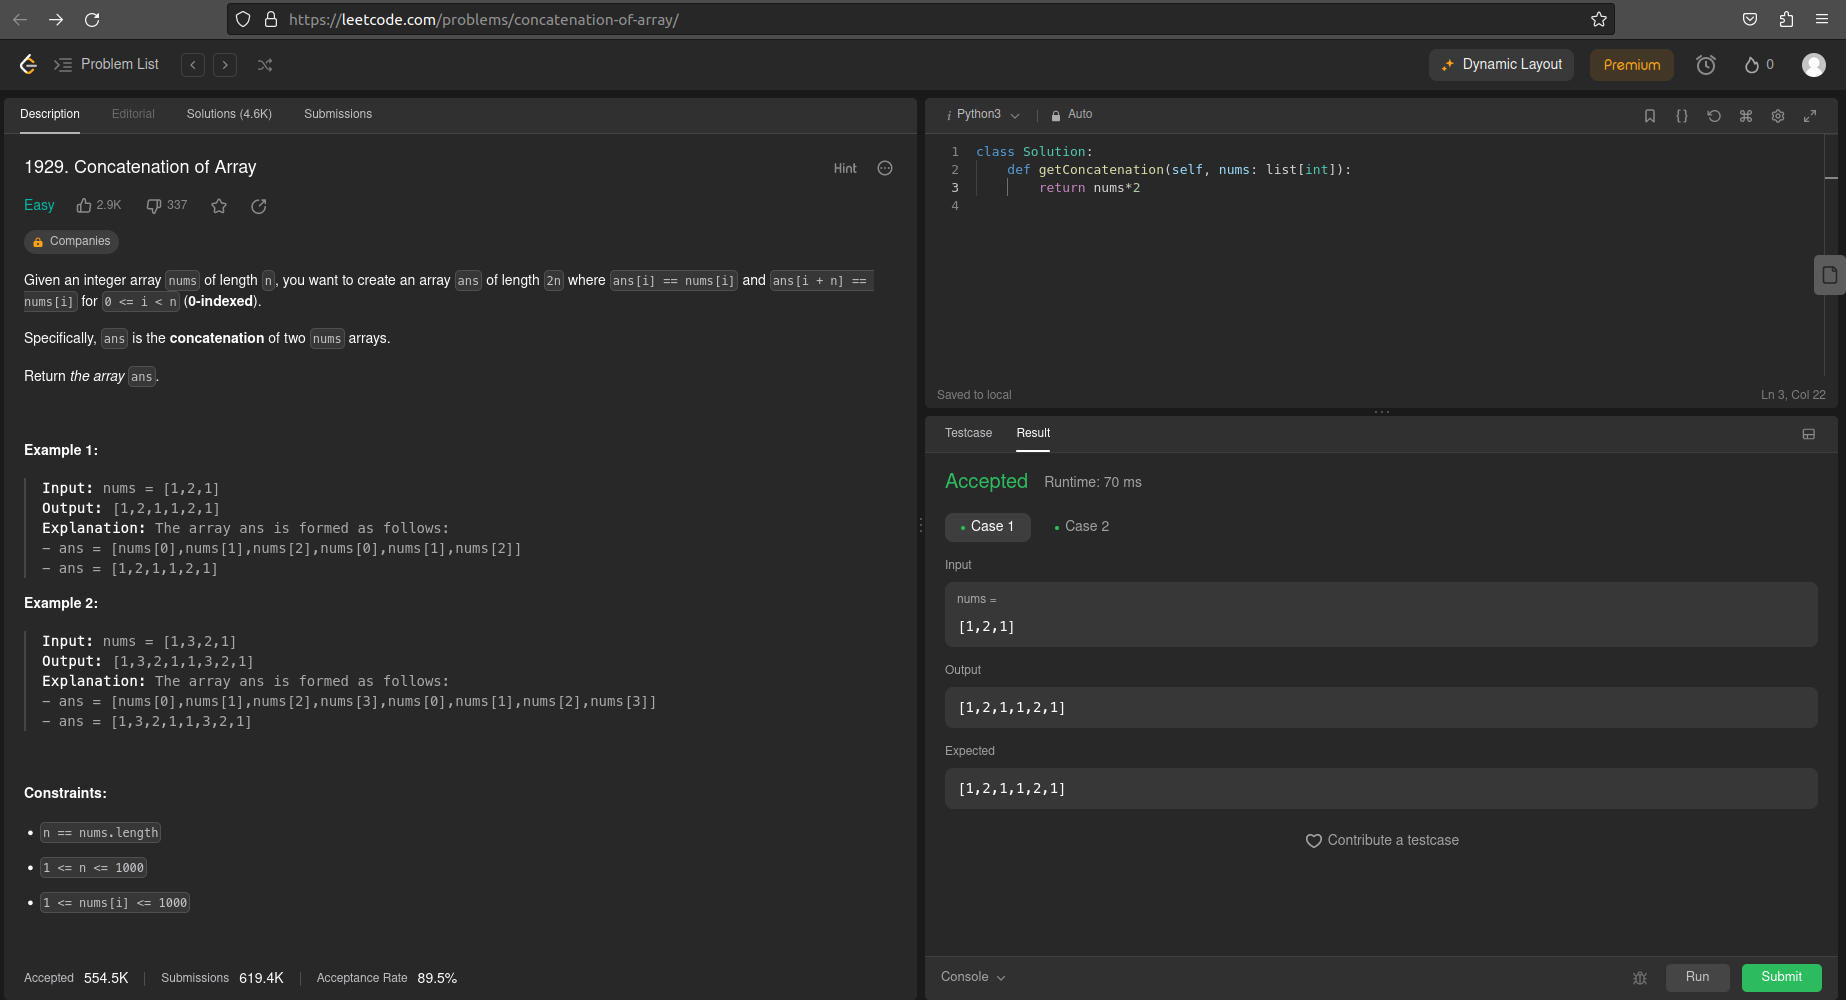 https://leetcode.com/problems/concatenation-of-array/
Problem List
Dynamic Layout
Premium
0
Description
Editorial
Solutions (4.6K)
Submissions
1929. Concatenation of Array
Hint
Easy
2.9K
337
Companies
Given an integer array nums of length n, you want to create an array ans of length 2n where ans[i] == nums[i] and ans[i + n] ==
nums[i] for 0 <= i < n (0-indexed).
Specifically, ans is the concatenation of two nums arrays.
Return the array ans.
Example 1:
Input: nums = [1,2,1]
Output: [1,2,1,1,2,1]
Explanation: The array ans is formed as follows:
- ans = [nums[0],nums[1],nums[2],nums[0],nums[1],nums[2]]
- ans = [1,2,1,1,2,1]
Example 2:
Input: nums = [1,3,2,1]
Output: [1,3,2,1,1,3,2,1]
Explanation: The array ans is formed as follows:
- ans = [nums[0],nums[1],nums[2],nums[3],nums[0],nums[1],nums[2],nums[3]]
- ans = [1,3,2,1,1,3,2,1]
Constraints:
• n == nums.length
• 1 <= n <= 1000
• 1 <= nums[i] <= 1000
Accepted 554.5K | Submissions 619.4K | Acceptance Rate 89.5%
i Python3
Auto
1 class Solution:
2     def getConcatenation(self, nums: list[int]):
3         return nums*2
4
Saved to local
Ln 3, Col 22
Testcase
Result
Accepted Runtime: 70 ms
• Case 1
• Case 2
Input
nums =
[1,2,1]
Output
[1,2,1,1,2,1]
Expected
[1,2,1,1,2,1]
Contribute a testcase
Console
Run
Submit